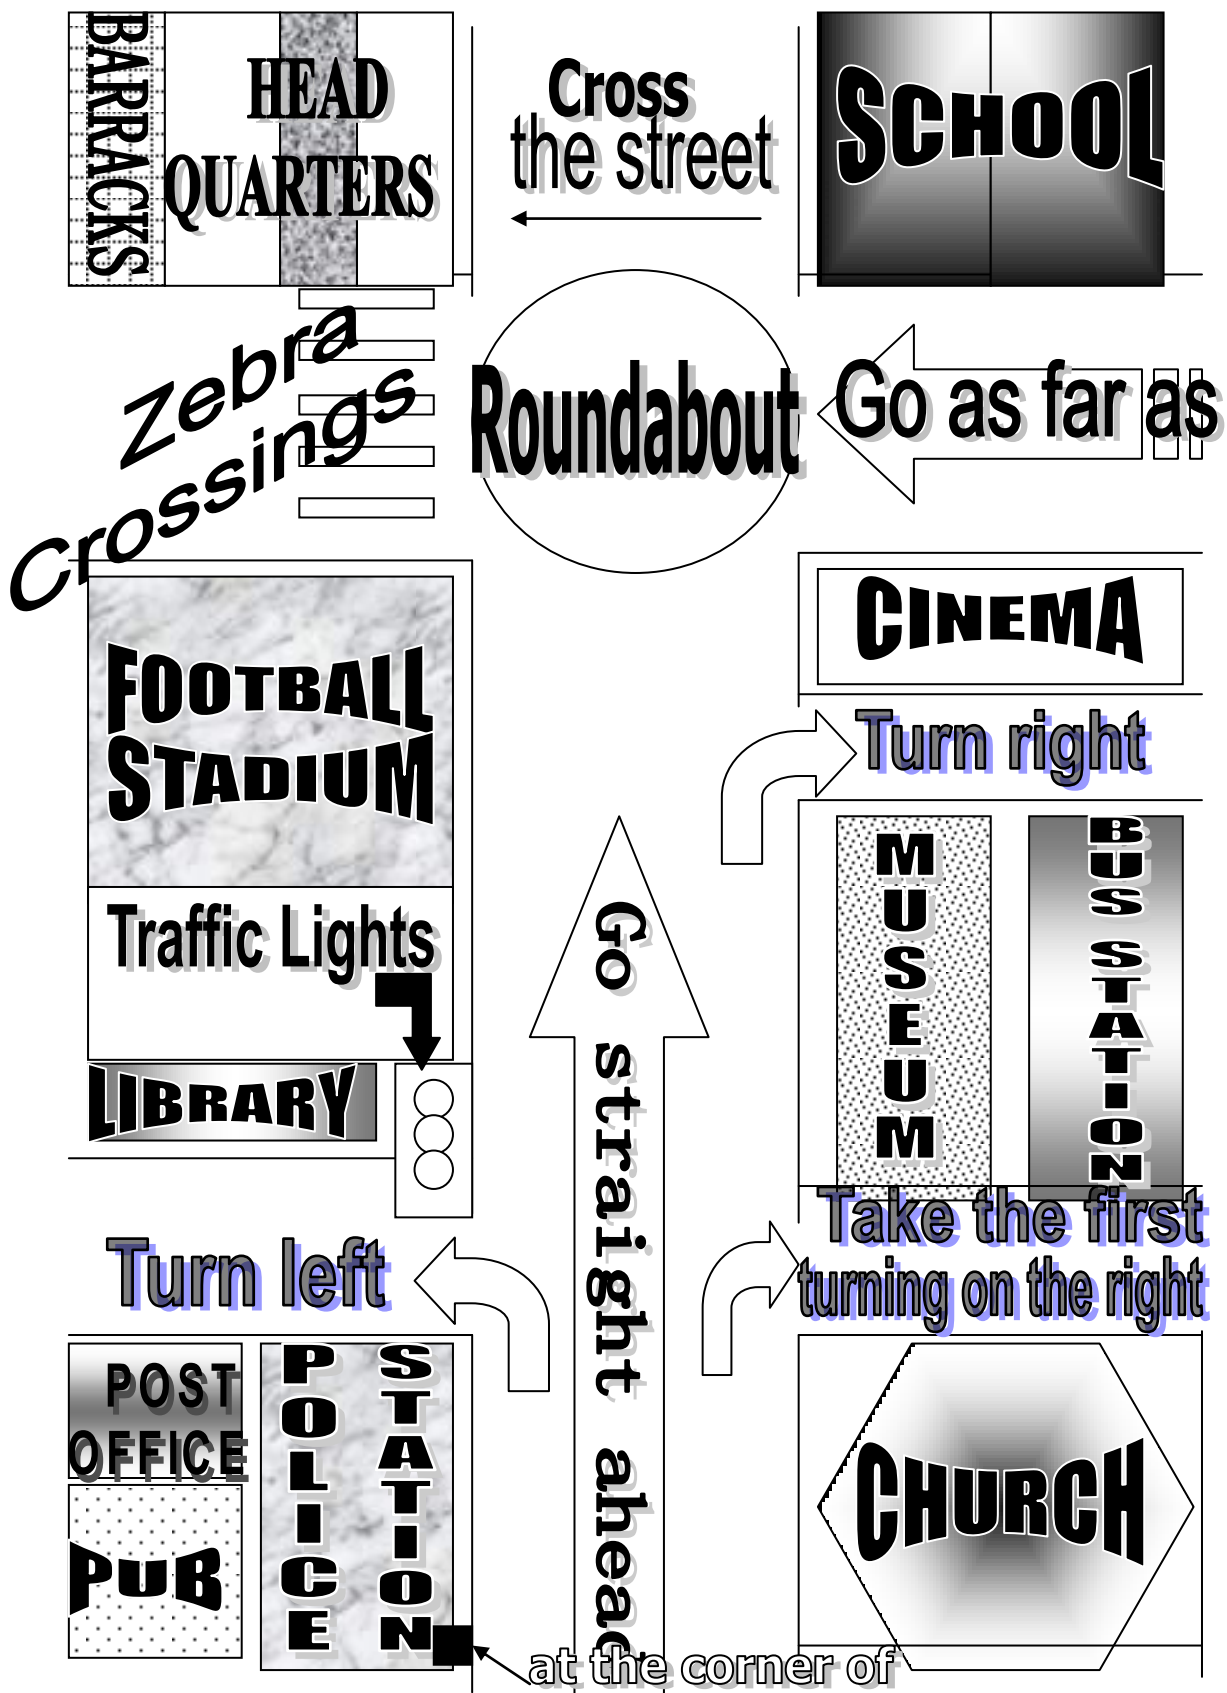 BARRACKS
HEAD
QUARTERS
Cross
the street
SCHOOL
Zebra
Crossings
Roundabout
Go as far as
FOOTBALL
STADIUM
CINEMA
Turn right
Traffic Lights
MUSEUM
BUS STATION
LIBRARY
Go straight ahead
Take the first
turning on the right
Turn left
POST
OFFICE
POLICE
STATION
PUB
CHURCH
at the corner of